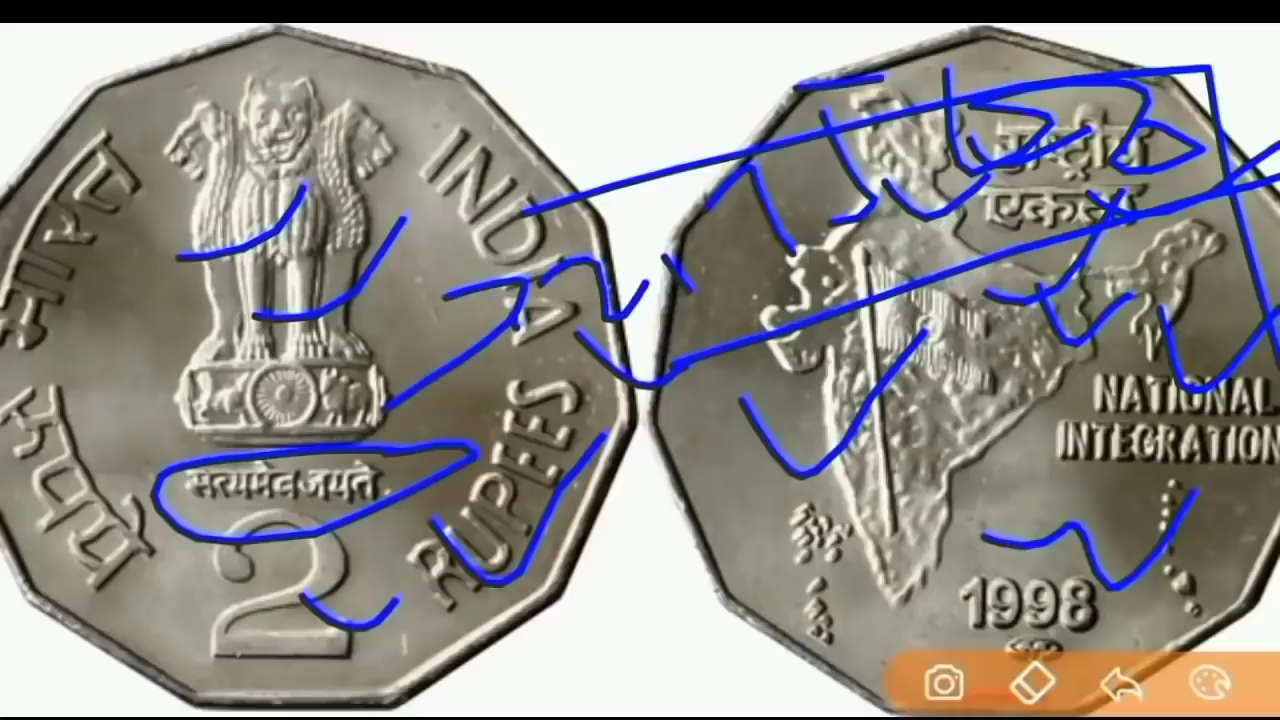 भारत
रुपये
INDIA
RUPEES
सत्यमेव जयते
2
राष्ट्रीय
एकता
NATIONAL
INTEGRATION
1998